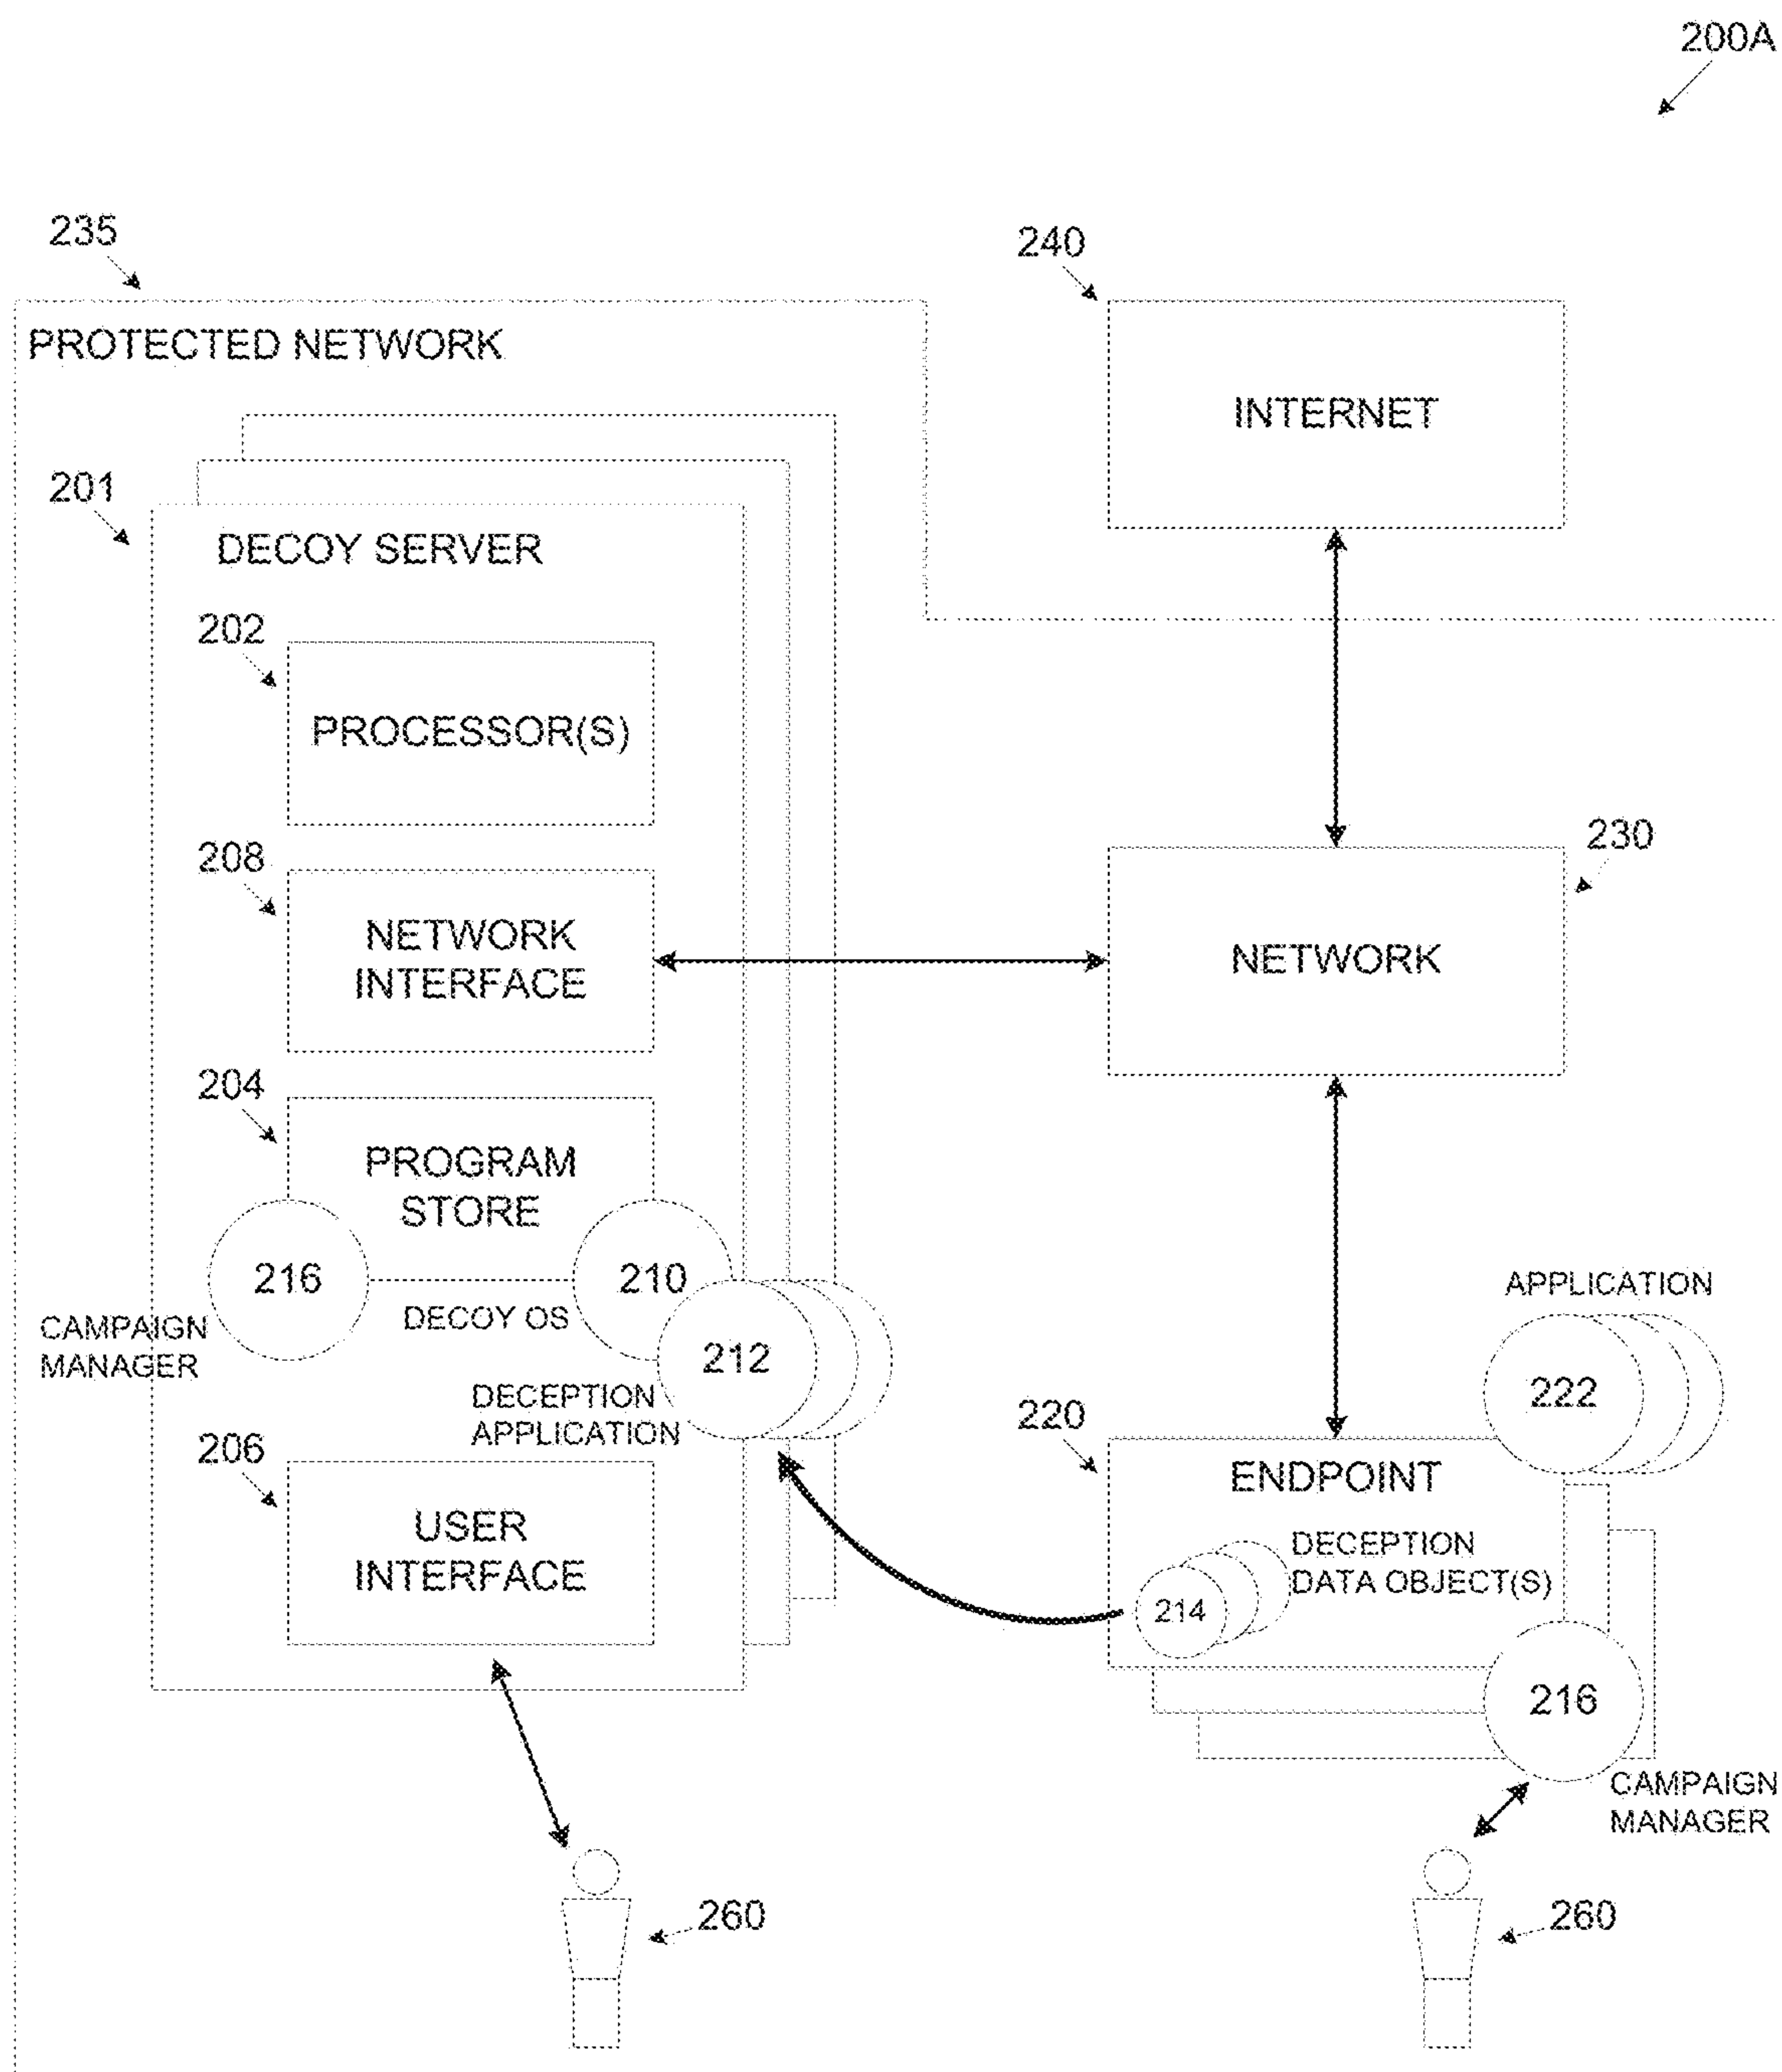 200A
235
240
PROTECTED NETWORK
INTERNET
201
DECOY SERVER
202
PROCESSOR(S)
230
208
NETWORK
INTERFACE
NETWORK
204
PROGRAM
STORE
216
210
DECOY OS
CAMPAIGN
MANAGER
212
DECEPTION
APPLICATION
APPLICATION
222
220
ENDPOINT
206
USER
INTERFACE
DECEPTION
DATA OBJECT(S)
214
216
CAMPAIGN
MANAGER
260
260